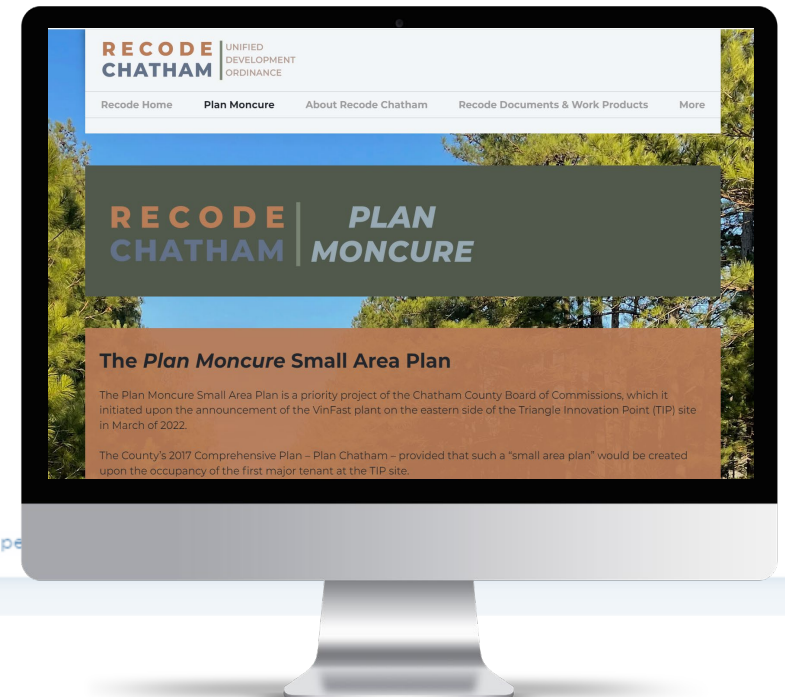 RECODE
CHATHAM
UNIFIED
DEVELOPMENT
ORDINANCE
Recode Home Plan Moncure About Recode Chatham Recode Documents & Work Products More
RECODE
CHATHAM
PLAN
MONCURE
The Plan Moncure Small Area Plan
The Plan Moncure Small Area Plan is a priority project of the Chatham County Board of Commissions, which it
initiated upon the announcement of the VinFast plant on the eastern side of the Triangle Innovation Point (TIP) site
in March of 2022.
The County's 2017 Comprehensive Plan – Plan Chatham – provided that such a “small area plan” would be created
upon the occupancy of the first major tenant at the TIP site.
pe